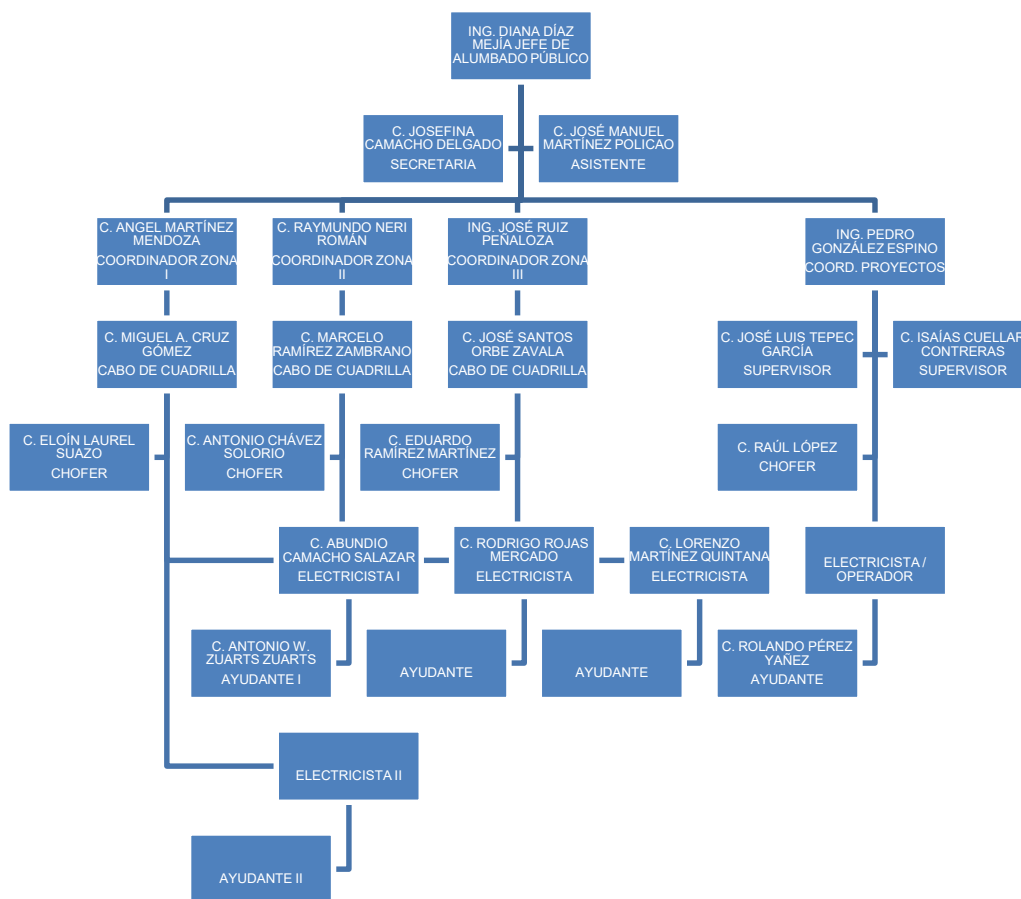 ING. DIANA DÍAZ
MEJÍA JEFE DE
ALUMBADO PÚBLICO
C. JOSEFINA
CAMACHO DELGADO
SECRETARIA
C. JOSÉ MANUEL
MARTÍNEZ POLICAO
ASISTENTE
C. ANGEL MARTÍNEZ
MENDOZA
COORDINADOR ZONA
I
C. RAYMUNDO NERI
ROMÁN
COORDINADOR ZONA
II
ING. JOSÉ RUIZ
PEÑALOZA
COORDINADOR ZONA
III
ING. PEDRO
GONZÁLEZ ESPINO
COORD. PROYECTOS
C. MIGUEL A. CRUZ
GÓMEZ
CABO DE CUADRILLA
C. MARCELO
RAMÍREZ ZAMBRANO
CABO DE CUADRILLA
C. JOSÉ SANTOS
ORBE ZAVALA
CABO DE CUADRILLA
C. JOSÉ LUIS TEPEC
GARCÍA
SUPERVISOR
C. ISAÍAS CUELLAR
CONTRERAS
SUPERVISOR
C. ELOÍN LAUREL
SUAZO
CHOFER
C. ANTONIO CHÁVEZ
SOLORIO
CHOFER
C. EDUARDO
RAMÍREZ MARTÍNEZ
CHOFER
C. RAÚL LÓPEZ
CHOFER
C. ABUNDIO
CAMACHO SALAZAR
ELECTRICISTA I
C. RODRIGO ROJAS
MERCADO
ELECTRICISTA
C. LORENZO
MARTÍNEZ QUINTANA
ELECTRICISTA
ELECTRICISTA /
OPERADOR
C. ANTONIO W.
ZUARTS ZUARTS
AYUDANTE I
AYUDANTE
AYUDANTE
C. ROLANDO PÉREZ
YAÑEZ
AYUDANTE
ELECTRICISTA II
AYUDANTE II